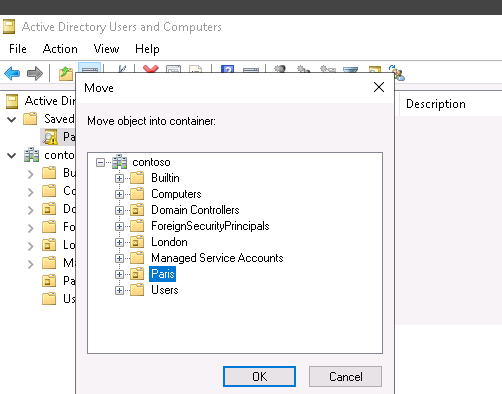 Active Directory Users and Computers
File Action View Help
Move
Active Dir
Description
Saved
Pa
Move object into container:
conto
contoso
Bu
Builtin
Co
Computers
Do
Domain Controllers
Fo
ForeignSecurityPrincipals
Lo
London
Ma
Managed Service Accounts
Pa
Paris
Us
Users
OK
Cancel